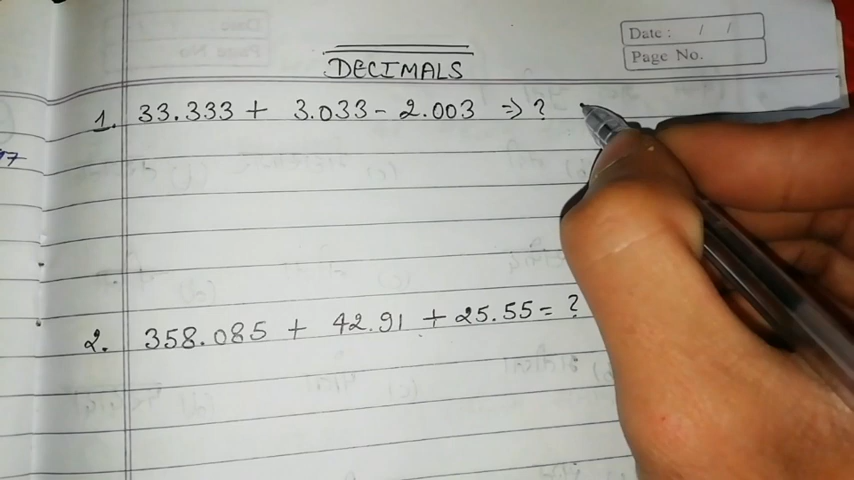 Date : / /
Page No.
DECIMALS
1. 33.333 + 3.033 - 2.003 => ?
2. 358.085 + 42.91 + 25.55 = ?